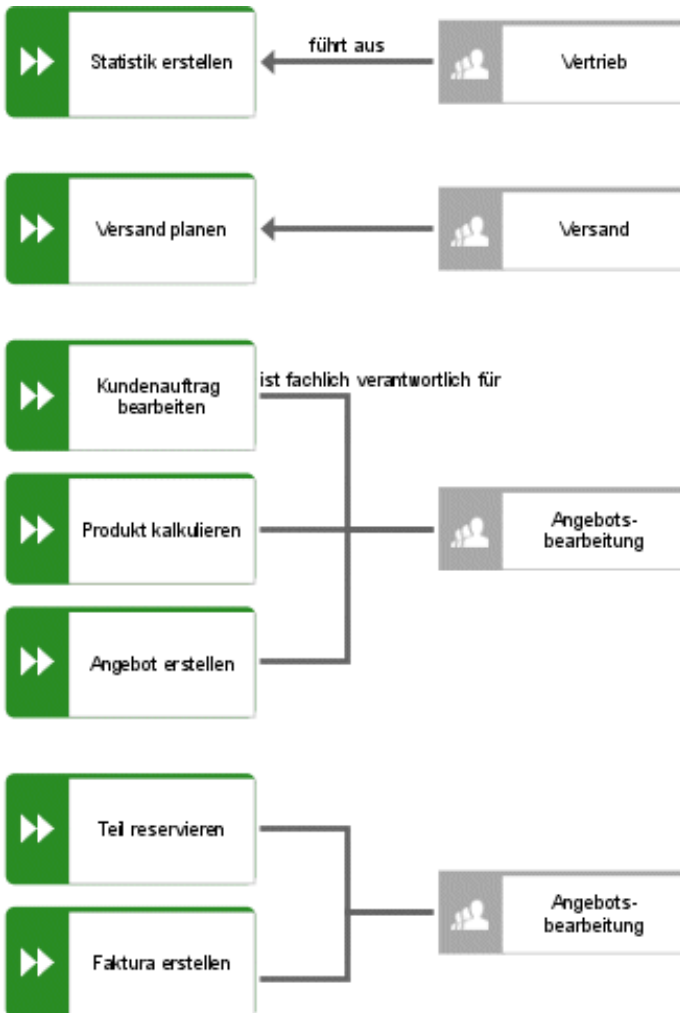 Statistik erstellen
führt aus
Vertrieb
Versand planen
Versand
Kundenauftrag
bearbeiten
ist fachlich verantwortlich für
Produkt kalkulieren
Angebots-
bearbeitung
Angebot erstellen
Teil reservieren
Angebots-
bearbeitung
Faktura erstellen